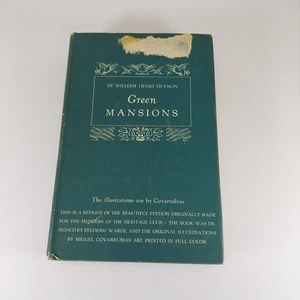 BY WILLIAM HENRY HUDSON
Green
MANSIONS
The illustrations are by Covarrubias
THIS IS A REPRINT OF THE BEAUTIFUL EDITION ORIGINALLY MADE
FOR THE MEMBERS OF THE HERITAGE CLUB · THE BOOK WAS DE-
SIGNED BY FREDERIC WARDE, AND THE ORIGINAL ILLUSTRATIONS
BY MIGUEL COVARRUBIAS ARE PRINTED IN FULL COLOR